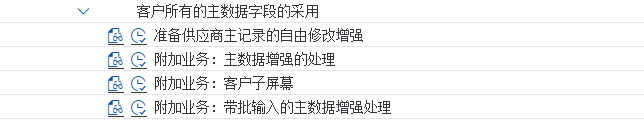 客户所有的主数据字段的采用
准备供应商主记录的自由修改增强
附加业务：主数据增强的处理
附加业务：客户子屏幕
附加业务：带批输入的主数据增强处理